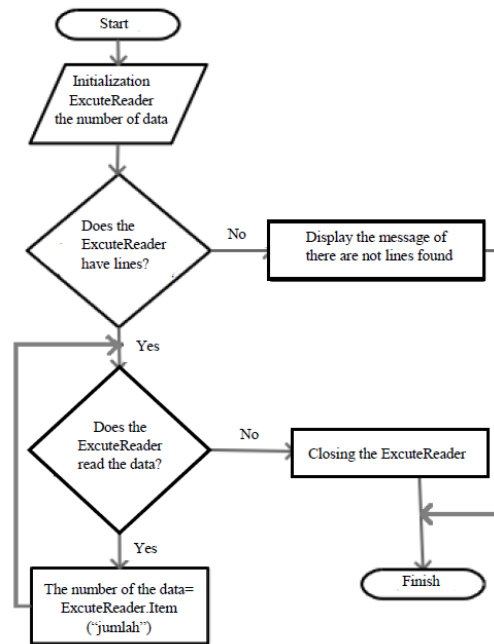 Start
Initialization
ExcuteReader
the number of data
Does the
ExcuteReader
have lines?
No
Display the message of
there are not lines found
Yes
Does the
ExcuteReader
read the data?
No
Closing the ExcuteReader
Yes
The number of the data=
ExcuteReader.Item
(“jumlah”)
Finish